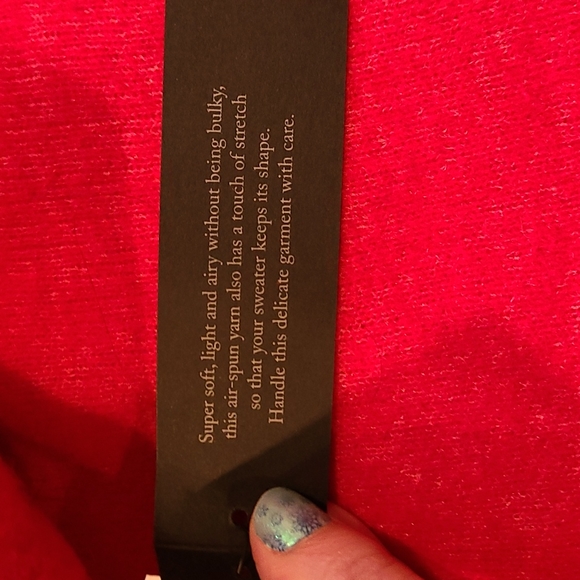 Super soft, light and airy without being bulky,
this air-spun yarn also has a touch of stretch
so that your sweater keeps its shape.
Handle this delicate garment with care.